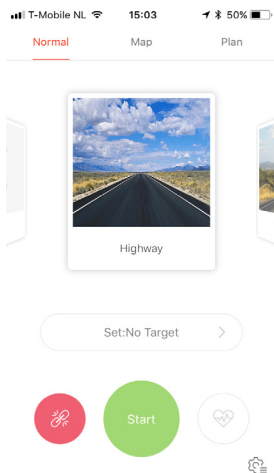 T-Mobile NL 15:03 50%
Normal Map Plan
Highway
Set:No Target
Start